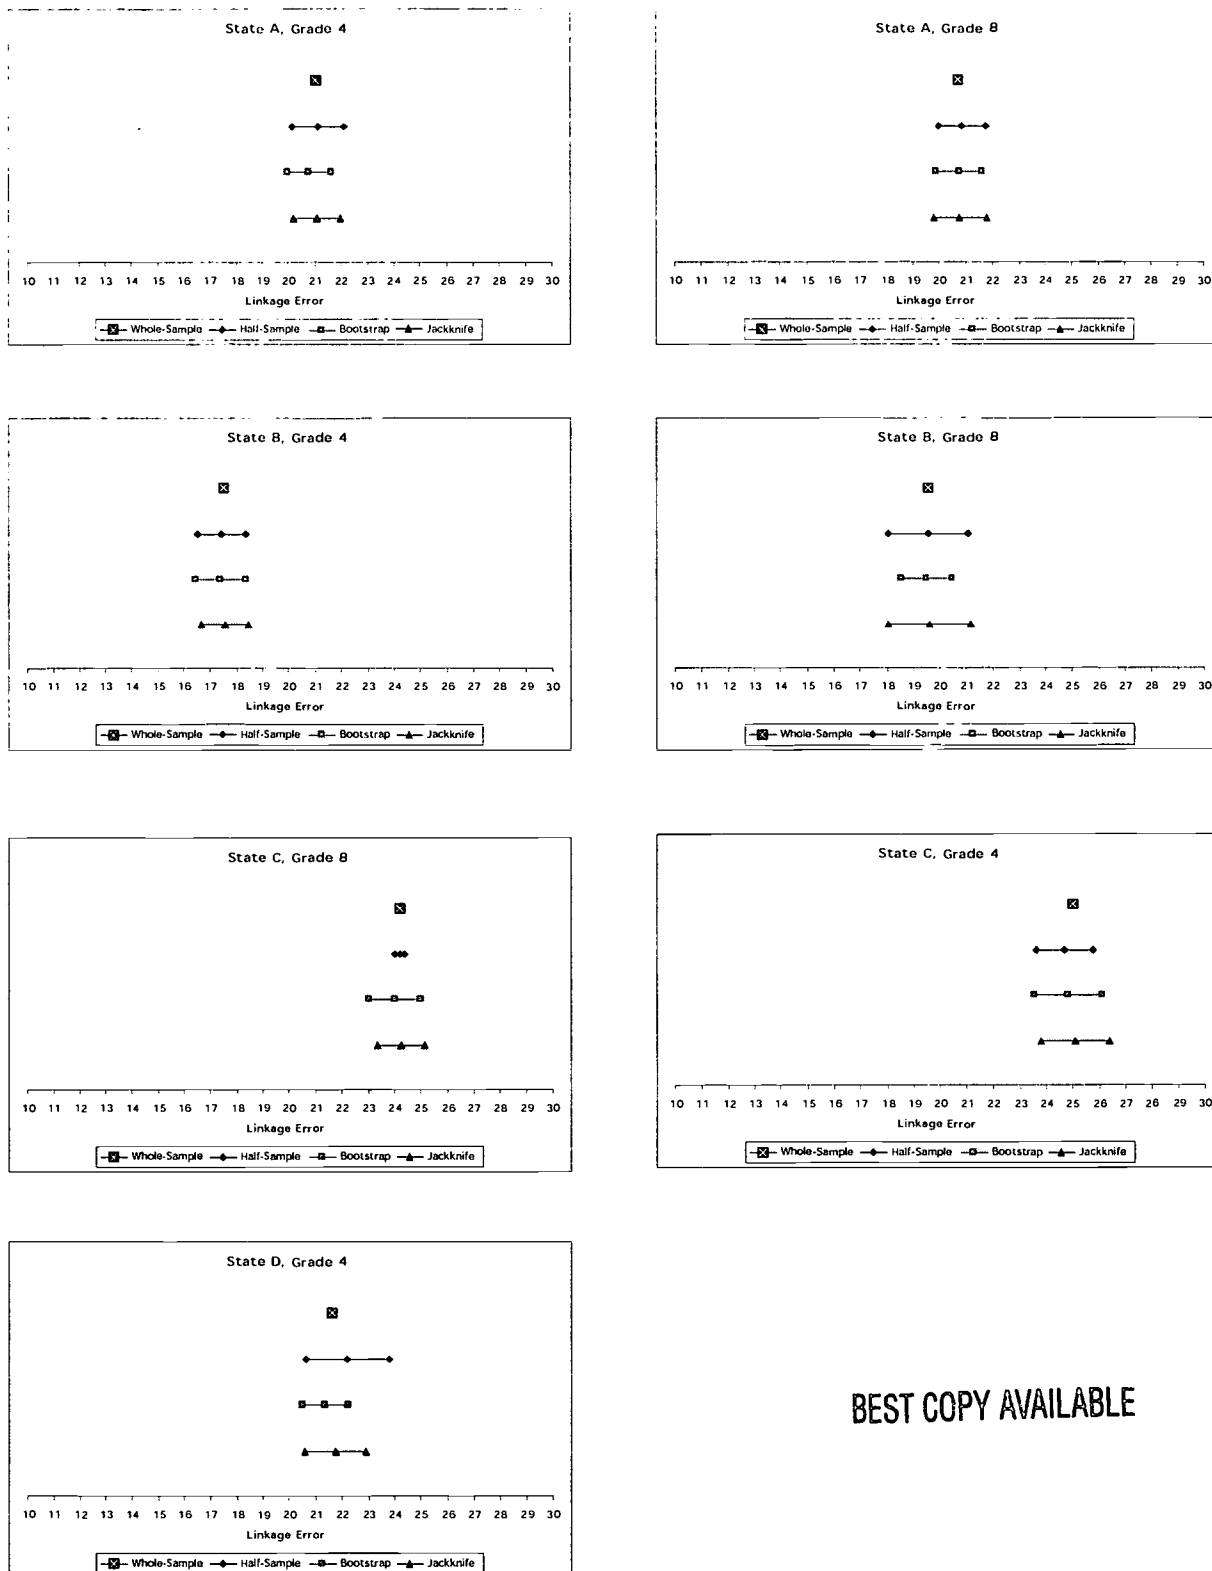 State A, Grade 4
10 11 12 13 14 15 16 17 18 19 20 21 22 23 24 25 26 27 28 29 30
Linkage Error
Whole-Sample Half-Sample Bootstrap Jackknife
State A, Grade 8
10 11 12 13 14 15 16 17 18 19 20 21 22 23 24 25 26 27 28 29 30
Linkage Error
Whole-Sample Half-Sample Bootstrap Jackknife
State B, Grade 4
10 11 12 13 14 15 16 17 18 19 20 21 22 23 24 25 26 27 28 29 30
Linkage Error
Whole-Sample Half-Sample Bootstrap Jackknife
State B, Grade 8
10 11 12 13 14 15 16 17 18 19 20 21 22 23 24 25 26 27 28 29 30
Linkage Error
Whole-Sample Half-Sample Bootstrap Jackknife
State C, Grade 8
10 11 12 13 14 15 16 17 18 19 20 21 22 23 24 25 26 27 28 29 30
Linkage Error
Whole-Sample Half-Sample Bootstrap Jackknife
State C, Grade 4
10 11 12 13 14 15 16 17 18 19 20 21 22 23 24 25 26 27 28 29 30
Linkage Error
Whole-Sample Half-Sample Bootstrap Jackknife
State D, Grade 4
10 11 12 13 14 15 16 17 18 19 20 21 22 23 24 25 26 27 28 29 30
Linkage Error
Whole-Sample Half-Sample Bootstrap Jackknife
BEST COPY AVAILABLE